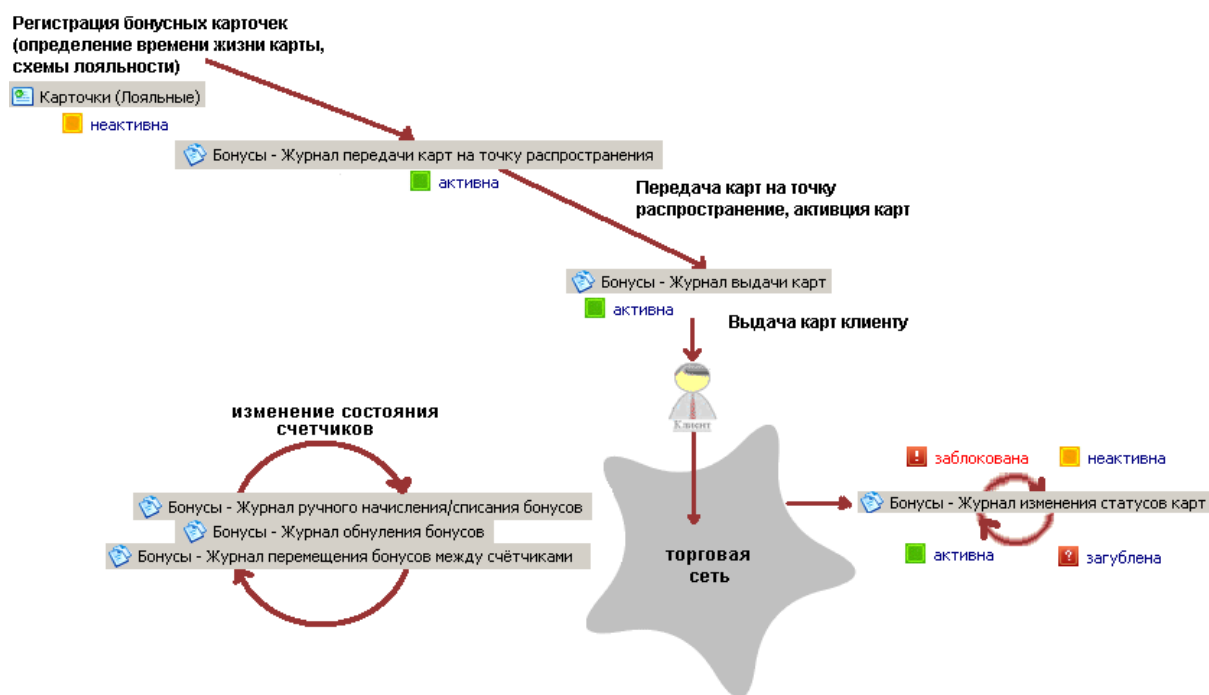 Регистрация бонусных карточек
(определение времени жизни карты,
схемы лояльности)
Карточки (Лояльные)
неактивна
Бонусы - Журнал передачи карт на точку распространения
активна
Передача карт на точку
распространение, активция карт
Бонусы - Журнал выдачи карт
активна
Выдача карт клиенту
Клиент
изменение состояния
счетчиков
Бонусы - Журнал ручного начисления/списания бонусов
Бонусы - Журнал обнуления бонусов
Бонусы - Журнал перемещения бонусов между счётчиками
торговая
сеть
заблокована
неактивна
Бонусы - Журнал изменения статусов карт
активна
загублена